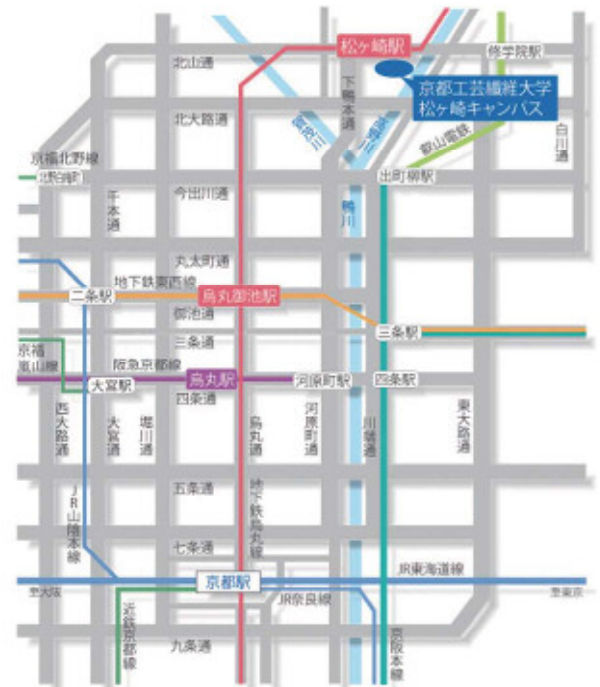 松ヶ崎駅
修学院駅
北山通
下鴨本通
京都工芸繊維大学
松ヶ崎キャンパス
北大路通
賀茂川
高野川
叡山電鉄
白川通
京福北野線
北野白梅町
出町柳駅
千本通
今出川通
鴨川
丸太町通
地下鉄東西線
二条駅
烏丸御池駅
御池通
三条駅
三条通
京福
嵐山線
阪急京都線
大宮駅
烏丸駅
河原町駅
四条駅
四条通
西大路通
大宮通
堀川通
烏丸通
河原町通
川端通
東大路通
JR山陰本線
五条通
地下鉄烏丸線
七条通
京都駅
JR東海道線
至大阪
JR奈良線
至東京
近鉄京都線
九条通
京阪本線